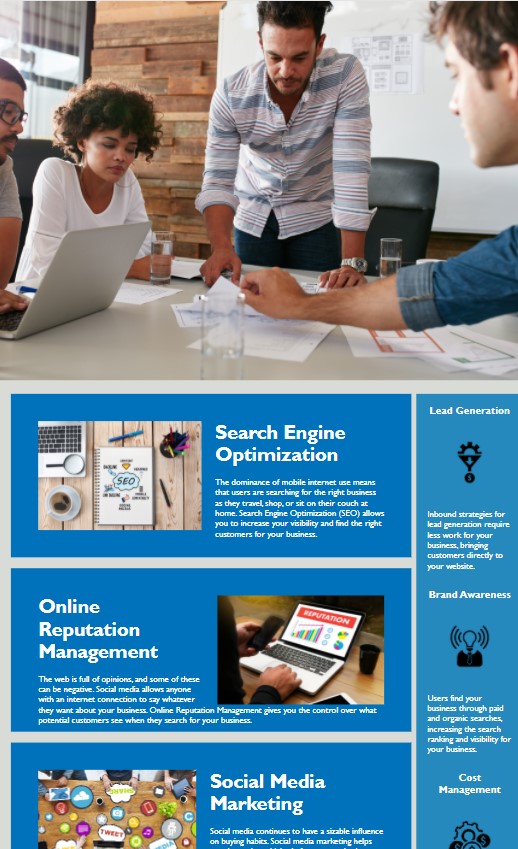 Search Engine
Optimization
The dominance of mobile internet use means
that users are searching for the right business
as they travel, shop, or sit on their couch at
home. Search Engine Optimization (SEO) allows
you to increase your visibility and find the right
customers for your business.
SEO
Online
Reputation
Management
The web is full of opinions, and some of these
can be negative. Social media allows anyone
with an internet connection to say whatever
they want about your business. Online Reputation Management gives you the control over what
potential customers see when they search for your business.
REPUTATION
Social Media
Marketing
Social media continues to have a sizable influence
on buying habits. Social media marketing helps
SHARE
TWEET
Lead Generation
Inbound strategies for
lead generation require
less work for your
business, bringing
customers directly to
your website.
Brand Awareness
Users find your
business through paid
and organic searches,
increasing the search
ranking and visibility for
your business.
Cost
Management